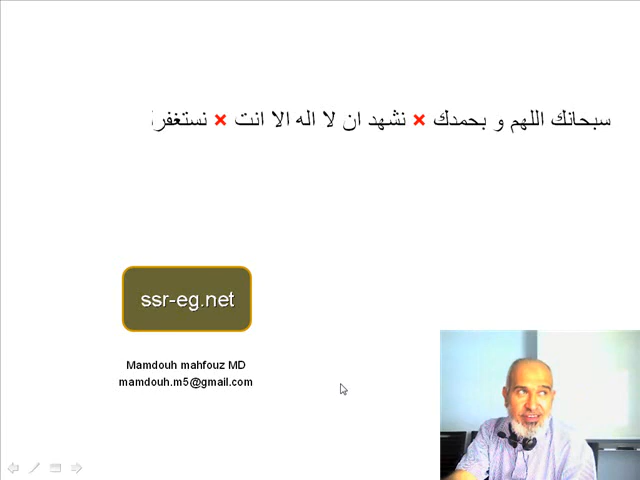 سبحانك اللهم و بحمدك × نشهد ان لا اله الا انت × نستغفر
ssr-eg.net
Mamdouh mahfouz MD
mamdouh.m5@gmail.com